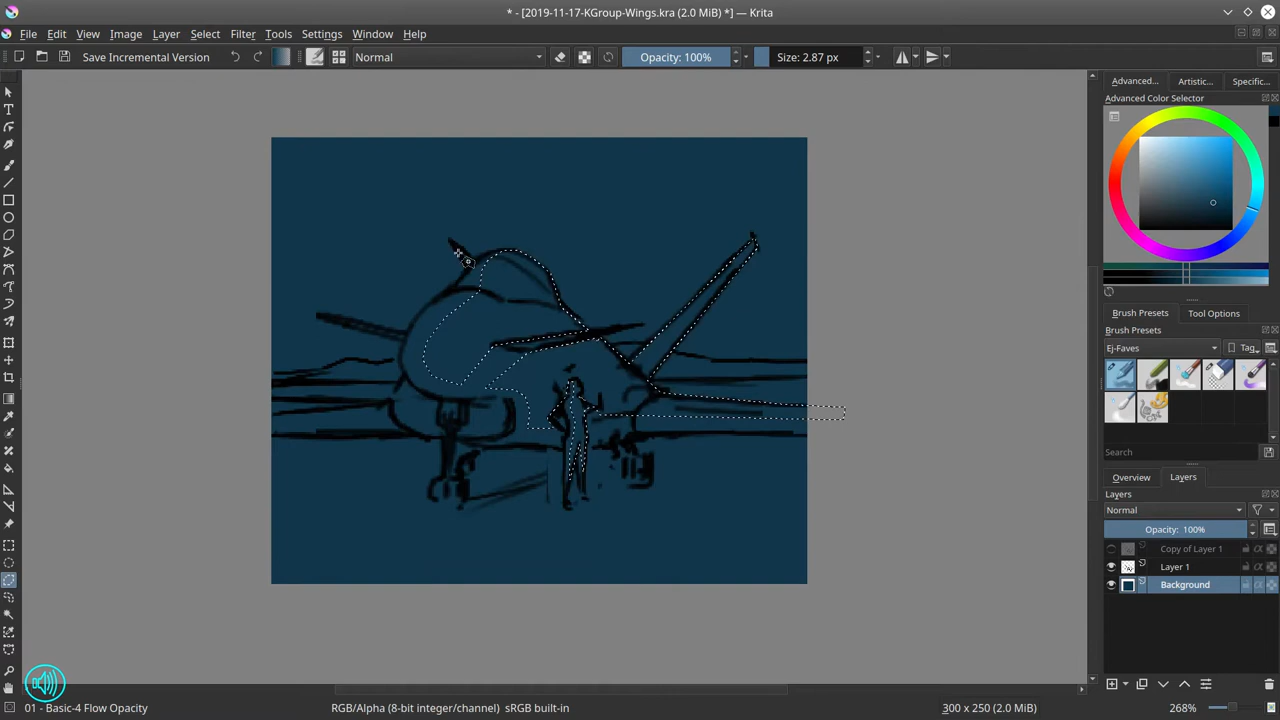 * - [2019-11-17-KGroup-Wings.kra (2.0 MiB) *] — Krita
File Edit View Image Layer Select Filter Tools Settings Window Help
Save Incremental Version Normal Opacity: 100% Size: 2.87 px
Advanced... Artistic... Specific...
Advanced Color Selector
Brush Presets Tool Options
Brush Presets
Ej-Faves Tag
Search
Overview Layers
Layers
Normal
Opacity: 100%
Copy of Layer 1
Layer 1
Background
01 - Basic-4 Flow Opacity RGB/Alpha (8-bit integer/channel) sRGB built-in 300 x 250 (2.0 MiB) 268%